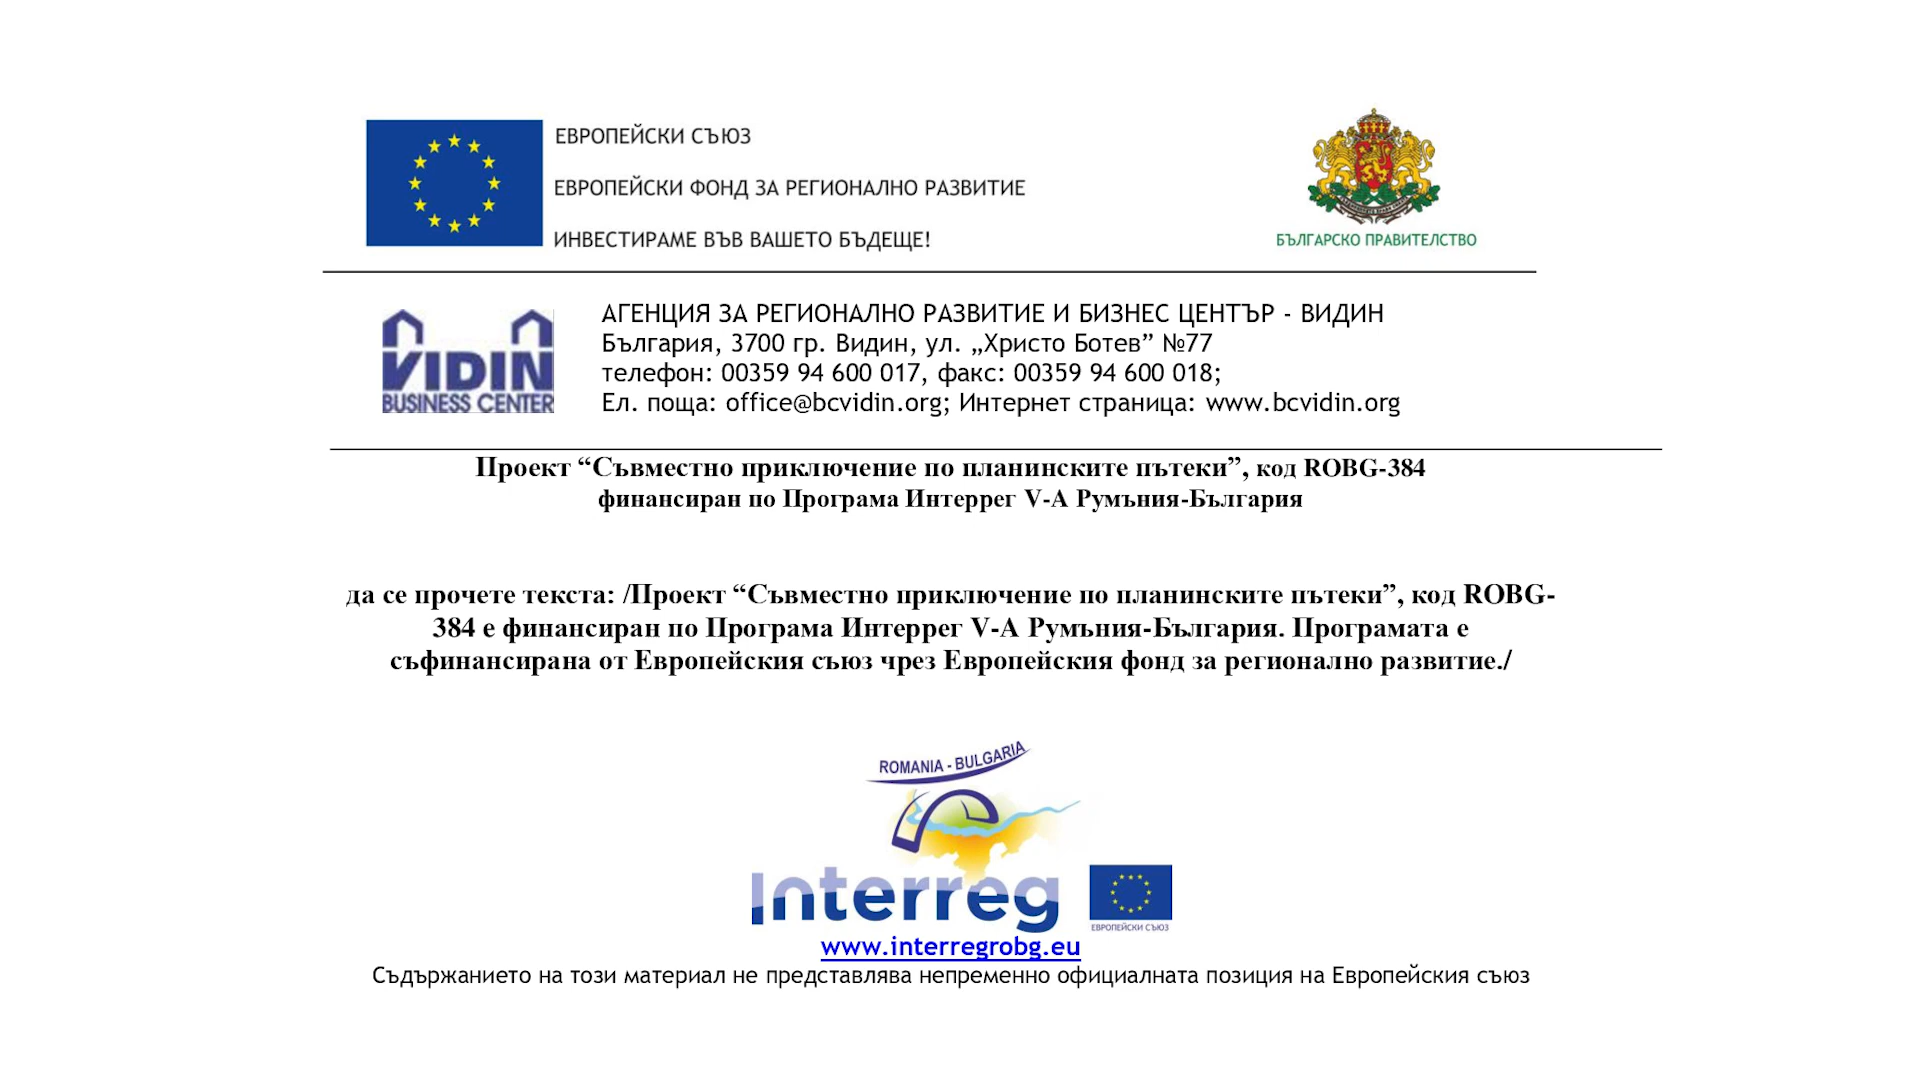 ЕВРОПЕЙСКИ СЪЮЗ
ЕВРОПЕЙСКИ ФОНД ЗА РЕГИОНАЛНО РАЗВИТИЕ
ИНВЕСТИРАМЕ ВЪВ ВАШЕТО БЪДЕЩЕ!
БЪЛГАРСКО ПРАВИТЕЛСТВО
VIDIN
BUSINESS CENTER
АГЕНЦИЯ ЗА РЕГИОНАЛНО РАЗВИТИЕ И БИЗНЕС ЦЕНТЪР - ВИДИН
България, 3700 гр. Видин, ул. „Христо Ботев” №77
телефон: 00359 94 600 017, факс: 00359 94 600 018;
Ел. поща: office@bcvidin.org; Интернет страница: www.bcvidin.org
Проект “Съвместно приключение по планинските пътеки”, код ROBG-384
финансиран по Програма Интеррег V-A Румъния-България
да се прочете текста: /Проект “Съвместно приключение по планинските пътеки”, код ROBG-
384 е финансиран по Програма Интеррег V-A Румъния-България. Програмата е
съфинансирана от Европейския съюз чрез Европейския фонд за регионално развитие./
ROMANIA - BULGARIA
Interreg
ЕВРОПЕЙСКИ СЪЮЗ
www.interregrobg.eu
Съдържанието на този материал не представлява непременно официалната позиция на Европейския съюз